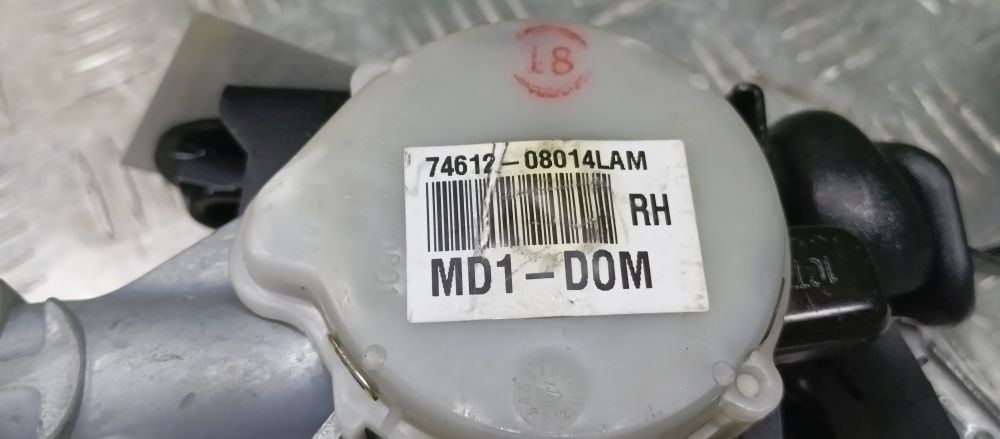 18
74612-08014LAM
RH
MD1-DOM